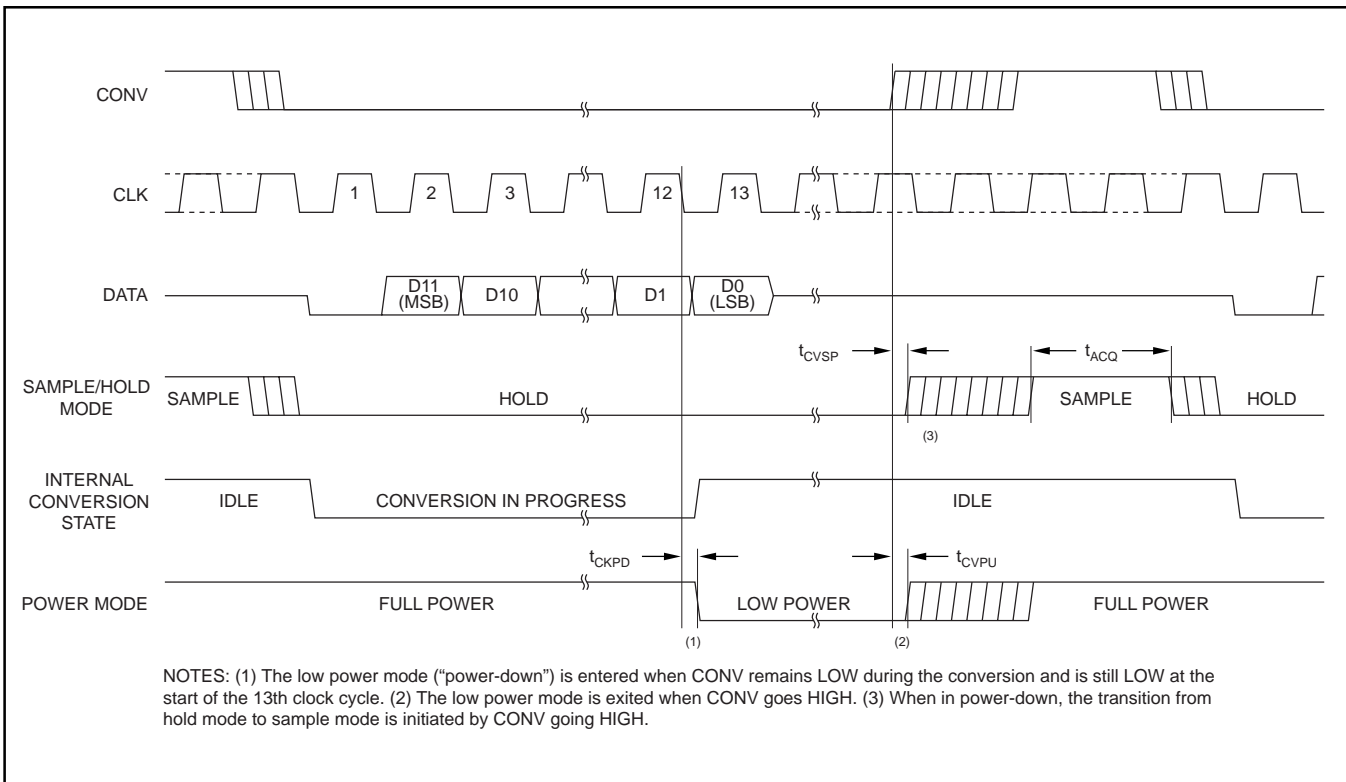 CONV
CLK
1
2
3
12
13
DATA
D11
(MSB)
D10
D1
D0
(LSB)
tCVSP
tACQ
SAMPLE/HOLD
MODE
SAMPLE
HOLD
SAMPLE
HOLD
(3)
INTERNAL
CONVERSION
STATE
IDLE
CONVERSION IN PROGRESS
IDLE
tCKPD
tCVPU
POWER MODE
FULL POWER
LOW POWER
FULL POWER
(1)
(2)
NOTES: (1) The low power mode (“power-down”) is entered when CONV remains LOW during the conversion and is still LOW at the
start of the 13th clock cycle. (2) The low power mode is exited when CONV goes HIGH. (3) When in power-down, the transition from
hold mode to sample mode is initiated by CONV going HIGH.